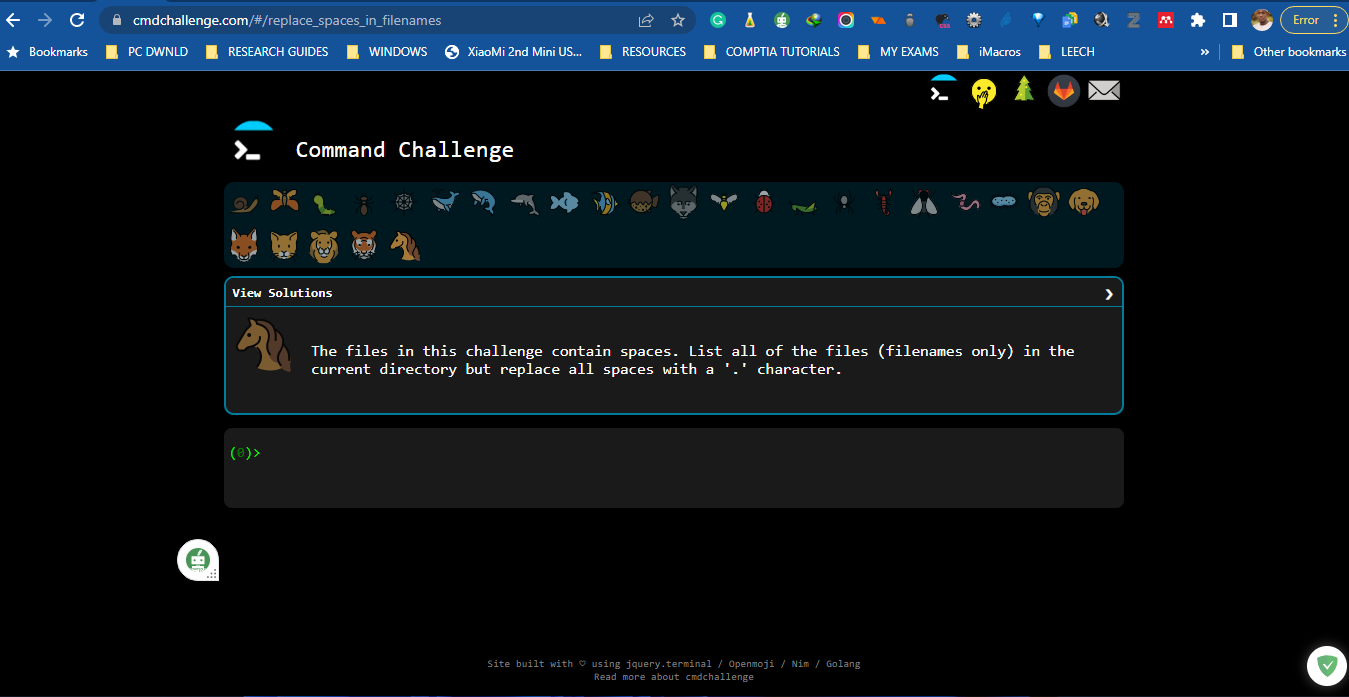 cmdchallenge.com/#/replace_spaces_in_filenames
Error
Bookmarks PC DWNLD RESEARCH GUIDES WINDOWS XiaoMi 2nd Mini US... RESOURCES COMPTIA TUTORIALS MY EXAMS iMacros LEECH » Other bookmarks
Command Challenge
View Solutions
The files in this challenge contain spaces. List all of the files (filenames only) in the
current directory but replace all spaces with a '.' character.
(0)>
Site built with ♡ using jquery.terminal / Openmoji / Nim / Golang
Read more about cmdchallenge